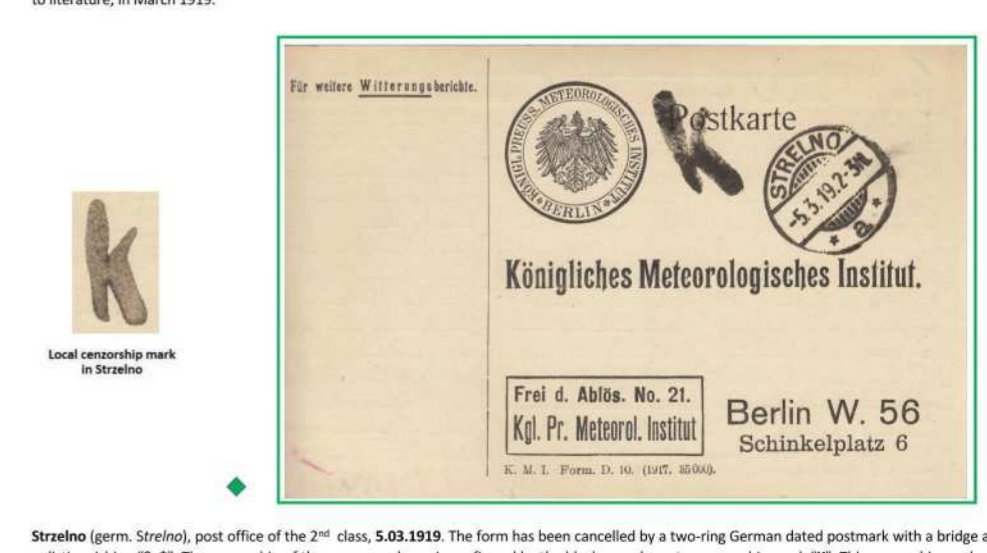 to literature, in March 1919.
Für weitere Witterungsberichte.
KÖNIGL. PREUSS. METEOROLOGISCHES INSTITUT.
*BERLIN*
k
Postkarte
STRELNO
-5.3.19.2-3N
* a *
Königliches Meteorologisches Institut.
Frei d. Ablös. No. 21.
Kgl. Pr. Meteorol. Institut
Berlin W. 56
Schinkelplatz 6
K. M. I. Form. D. 10. (1917. 35000).
k
Local cenzorship mark
in Strzelno
Strzelno (germ. Strelno), post office of the 2nd class, 5.03.1919. The form has been cancelled by a two-ring German dated postmark with a bridge a